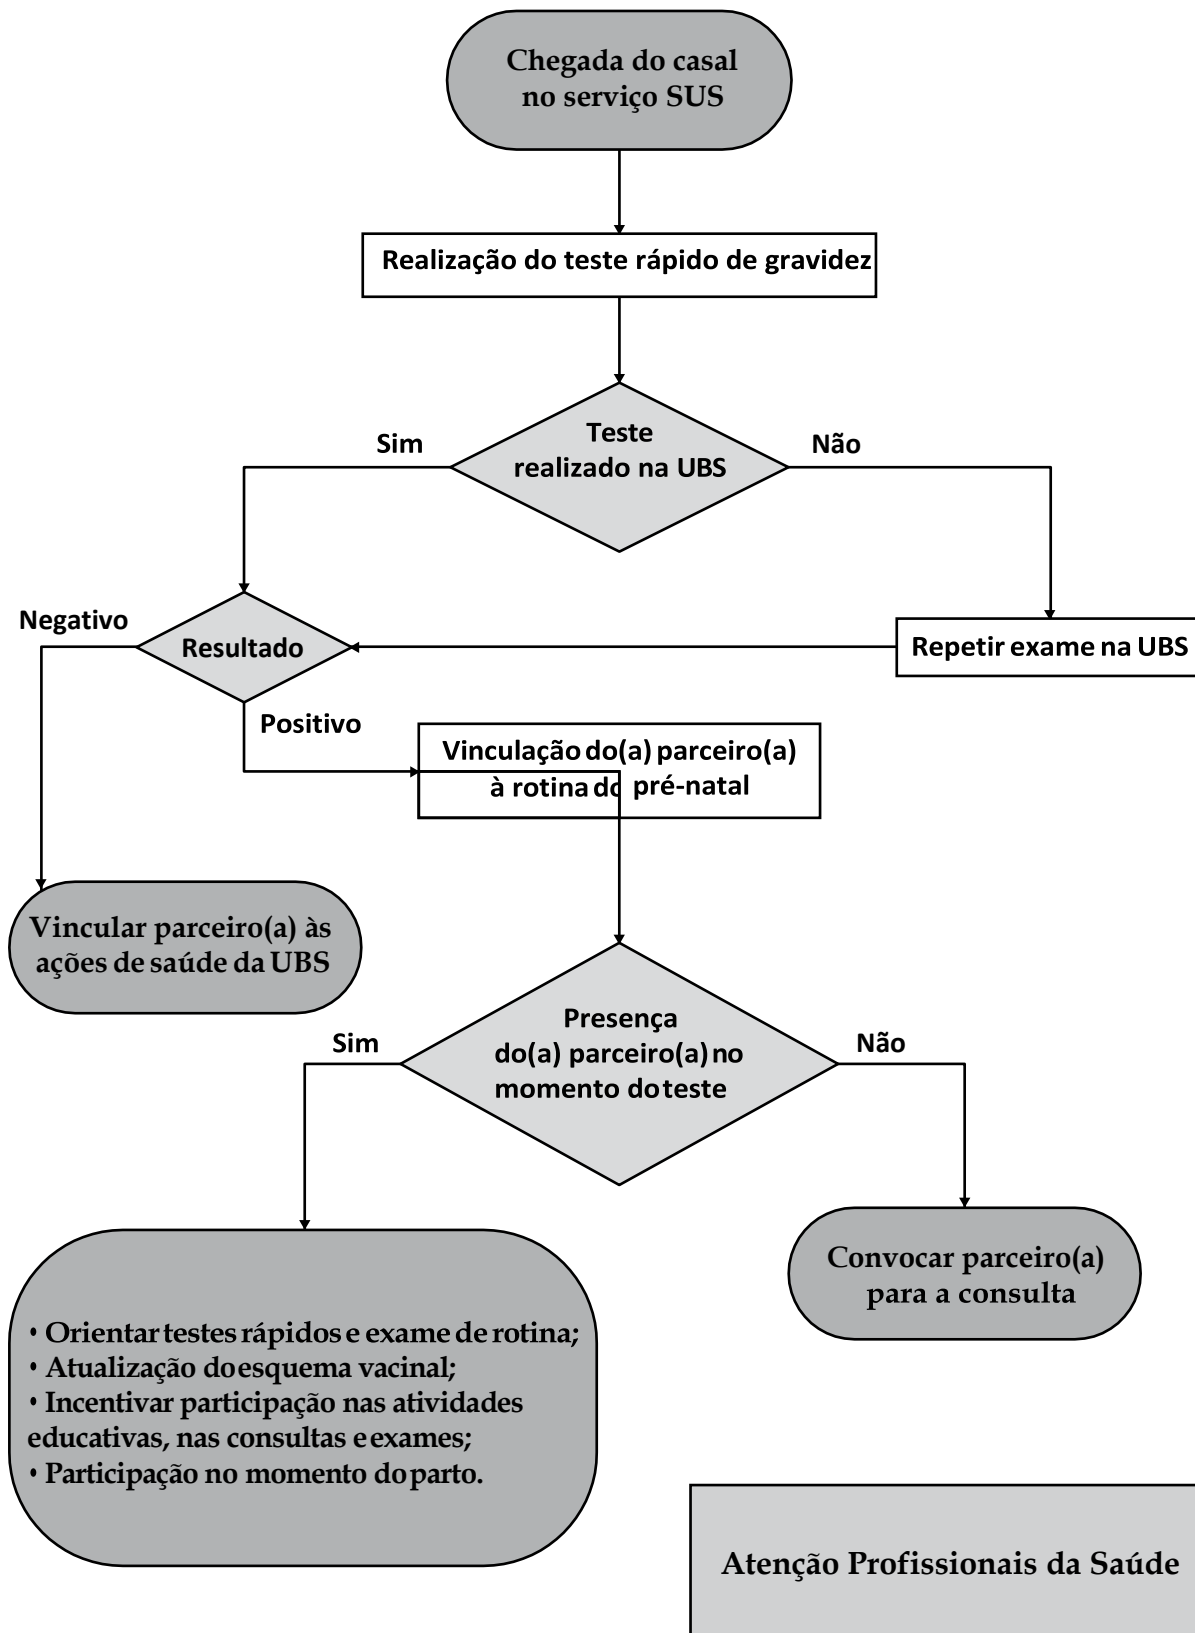 Chegada do casal
no serviço SUS
Realização do teste rápido de gravidez
Teste
realizado na UBS
Sim
Não
Negativo
Resultado
Repetir exame na UBS
Positivo
Vinculação do(a) parceiro(a)
à rotina do pré-natal
Vincular parceiro(a) às
ações de saúde da UBS
Presença
do(a) parceiro(a) no
momento do teste
Sim
Não
Convocar parceiro(a)
para a consulta
• Orientar testes rápidos e exame de rotina;
• Atualização do esquema vacinal;
• Incentivar participação nas atividades
educativas, nas consultas e exames;
• Participação no momento do parto.
Atenção Profissionais da Saúde